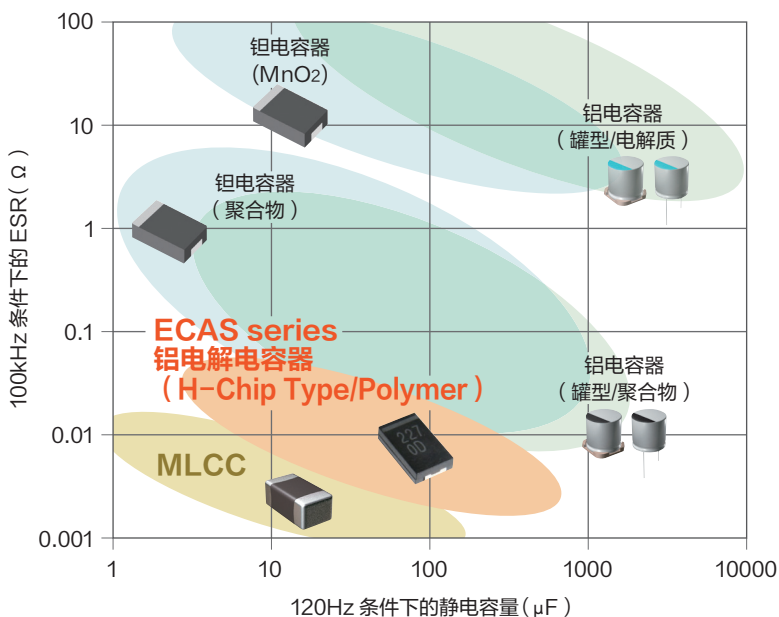 100kHz 条件下的 ESR(Ω)
100
10
1
0.1
0.01
0.001
钽电容器
(MnO2)
铝电容器
(罐型/电解质)
钽电容器
(聚合物)
ECAS series
铝电解电容器
(H-Chip Type/Polymer)
铝电容器
(罐型/聚合物)
227
0D
MLCC
1
10
100
1000
10000
120Hz 条件下的静电容量(μF)